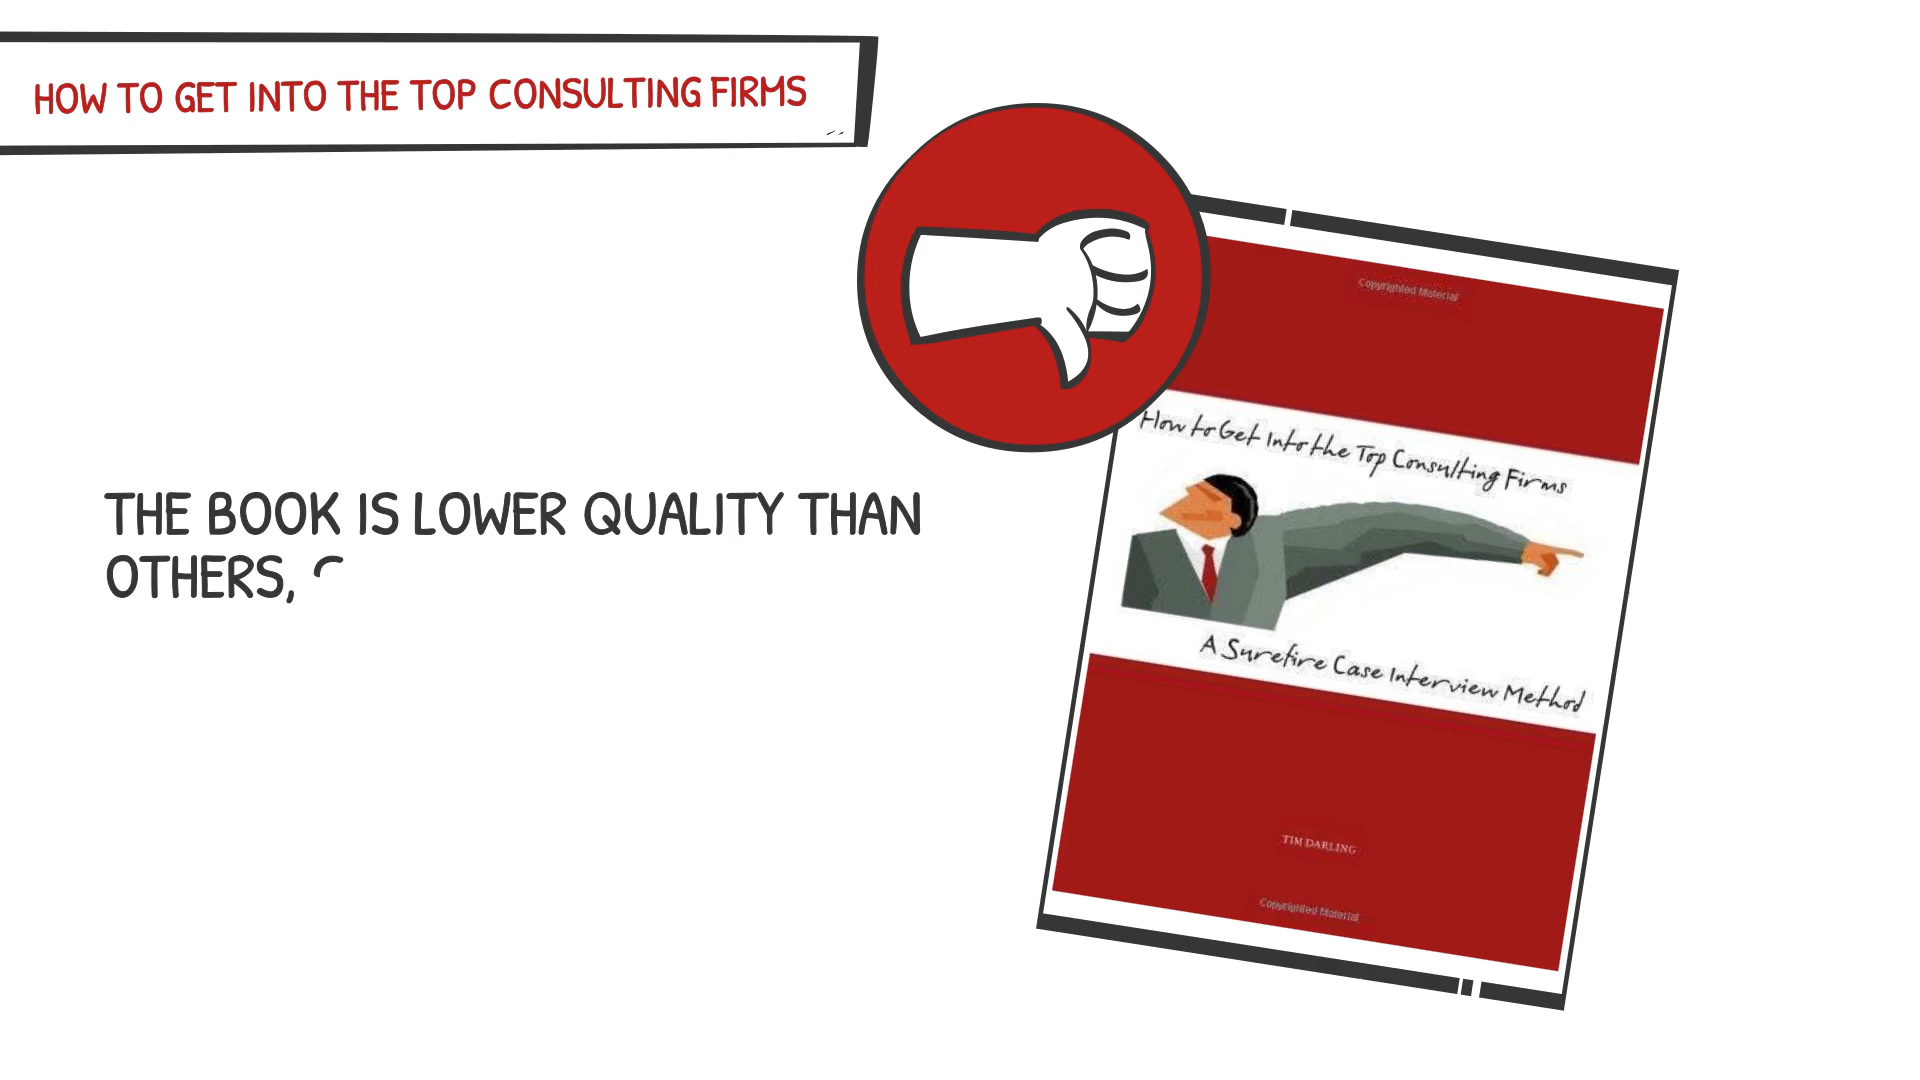 HOW TO GET INTO THE TOP CONSULTING FIRMS
Copyrighted Material
How to Get Into the Top Consulting Firms
THE BOOK IS LOWER QUALITY THAN
OTHERS,
A Surefire Case Interview Method
TIM DARLING
Copyrighted Material